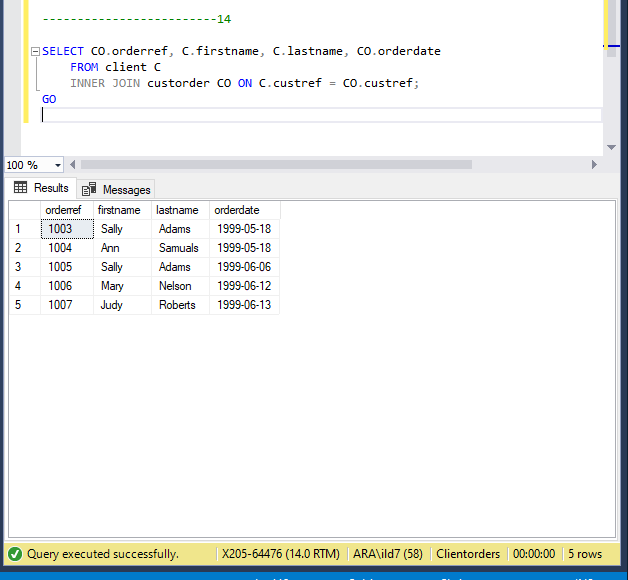 -------------------------14
SELECT CO.orderref, C.firstname, C.lastname, CO.orderdate
FROM client C
INNER JOIN custorder CO ON C.custref = CO.custref;
GO
100 %
Results Messages
orderref firstname lastname orderdate
1 1003 Sally Adams 1999-05-18
2 1004 Ann Samuals 1999-05-18
3 1005 Sally Adams 1999-06-06
4 1006 Mary Nelson 1999-06-12
5 1007 Judy Roberts 1999-06-13
Query executed successfully. X205-64476 (14.0 RTM) ARA\ild7 (58) Clientorders 00:00:00 5 rows